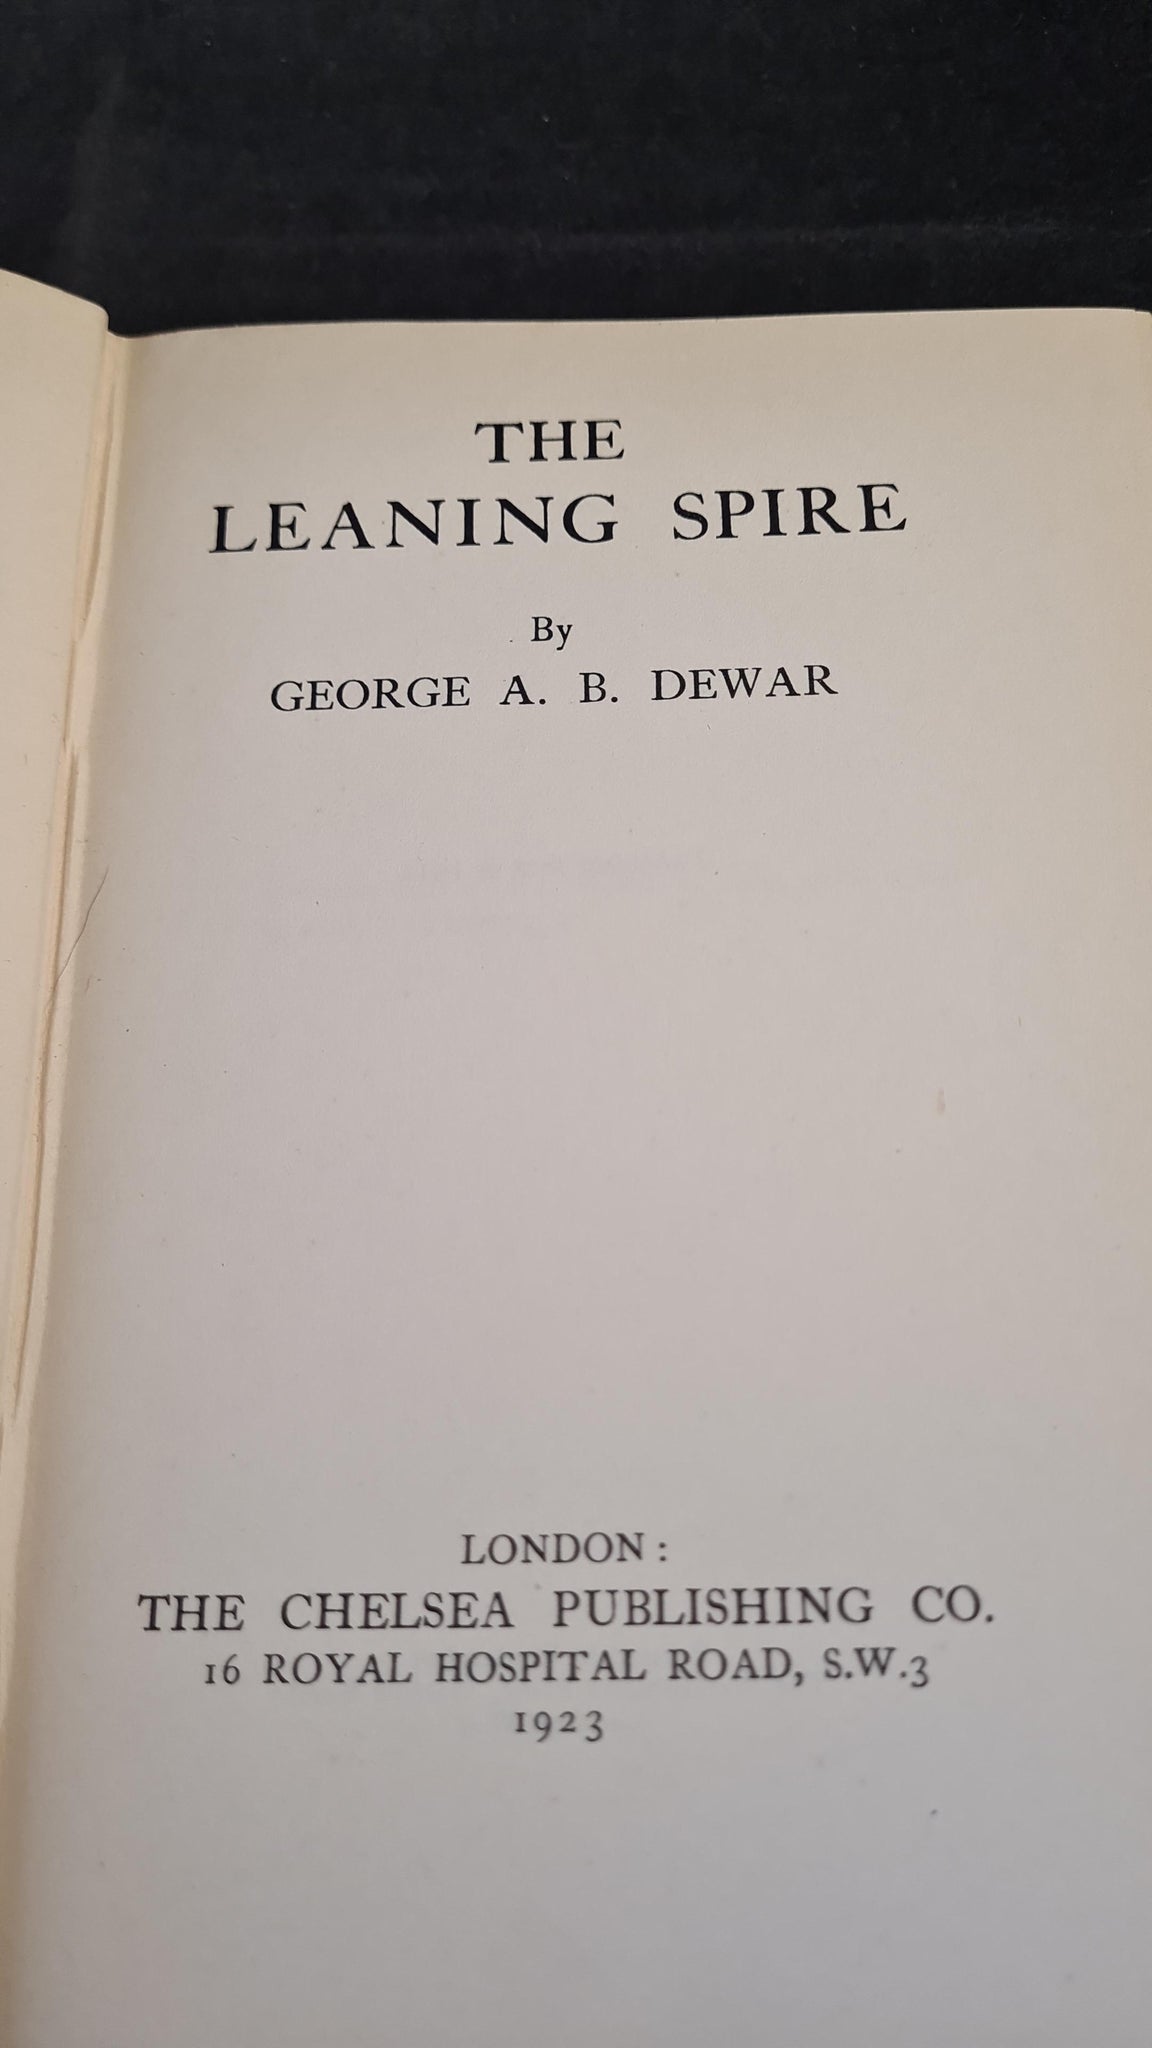 THE
LEANING SPIRE
By
GEORGE A. B. DEWAR
LONDON :
THE CHELSEA PUBLISHING CO.
16 ROYAL HOSPITAL ROAD, S.W.3
1923